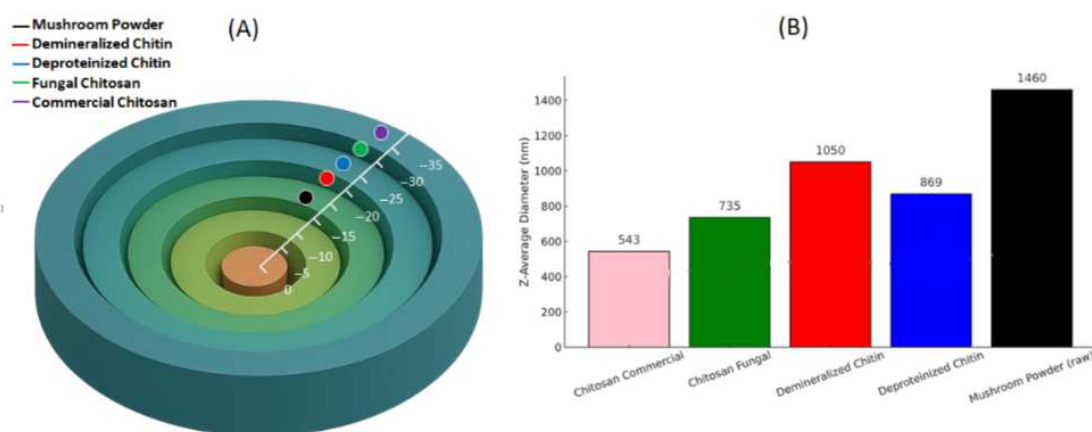 Mushroom Powder
Demineralized Chitin
Deproteinized Chitin
Fungal Chitosan
Commercial Chitosan
(A)
0
--5
--10
--15
--20
--25
--30
--35
(B)
Z-Average Diameter (nm)
1400
1200
1000
800
600
400
200
0
543
735
1050
869
1460
Chitosan Commercial
Chitosan Fungal
Demineralized Chitin
Deproteinized Chitin
Mushroom Powder (raw)